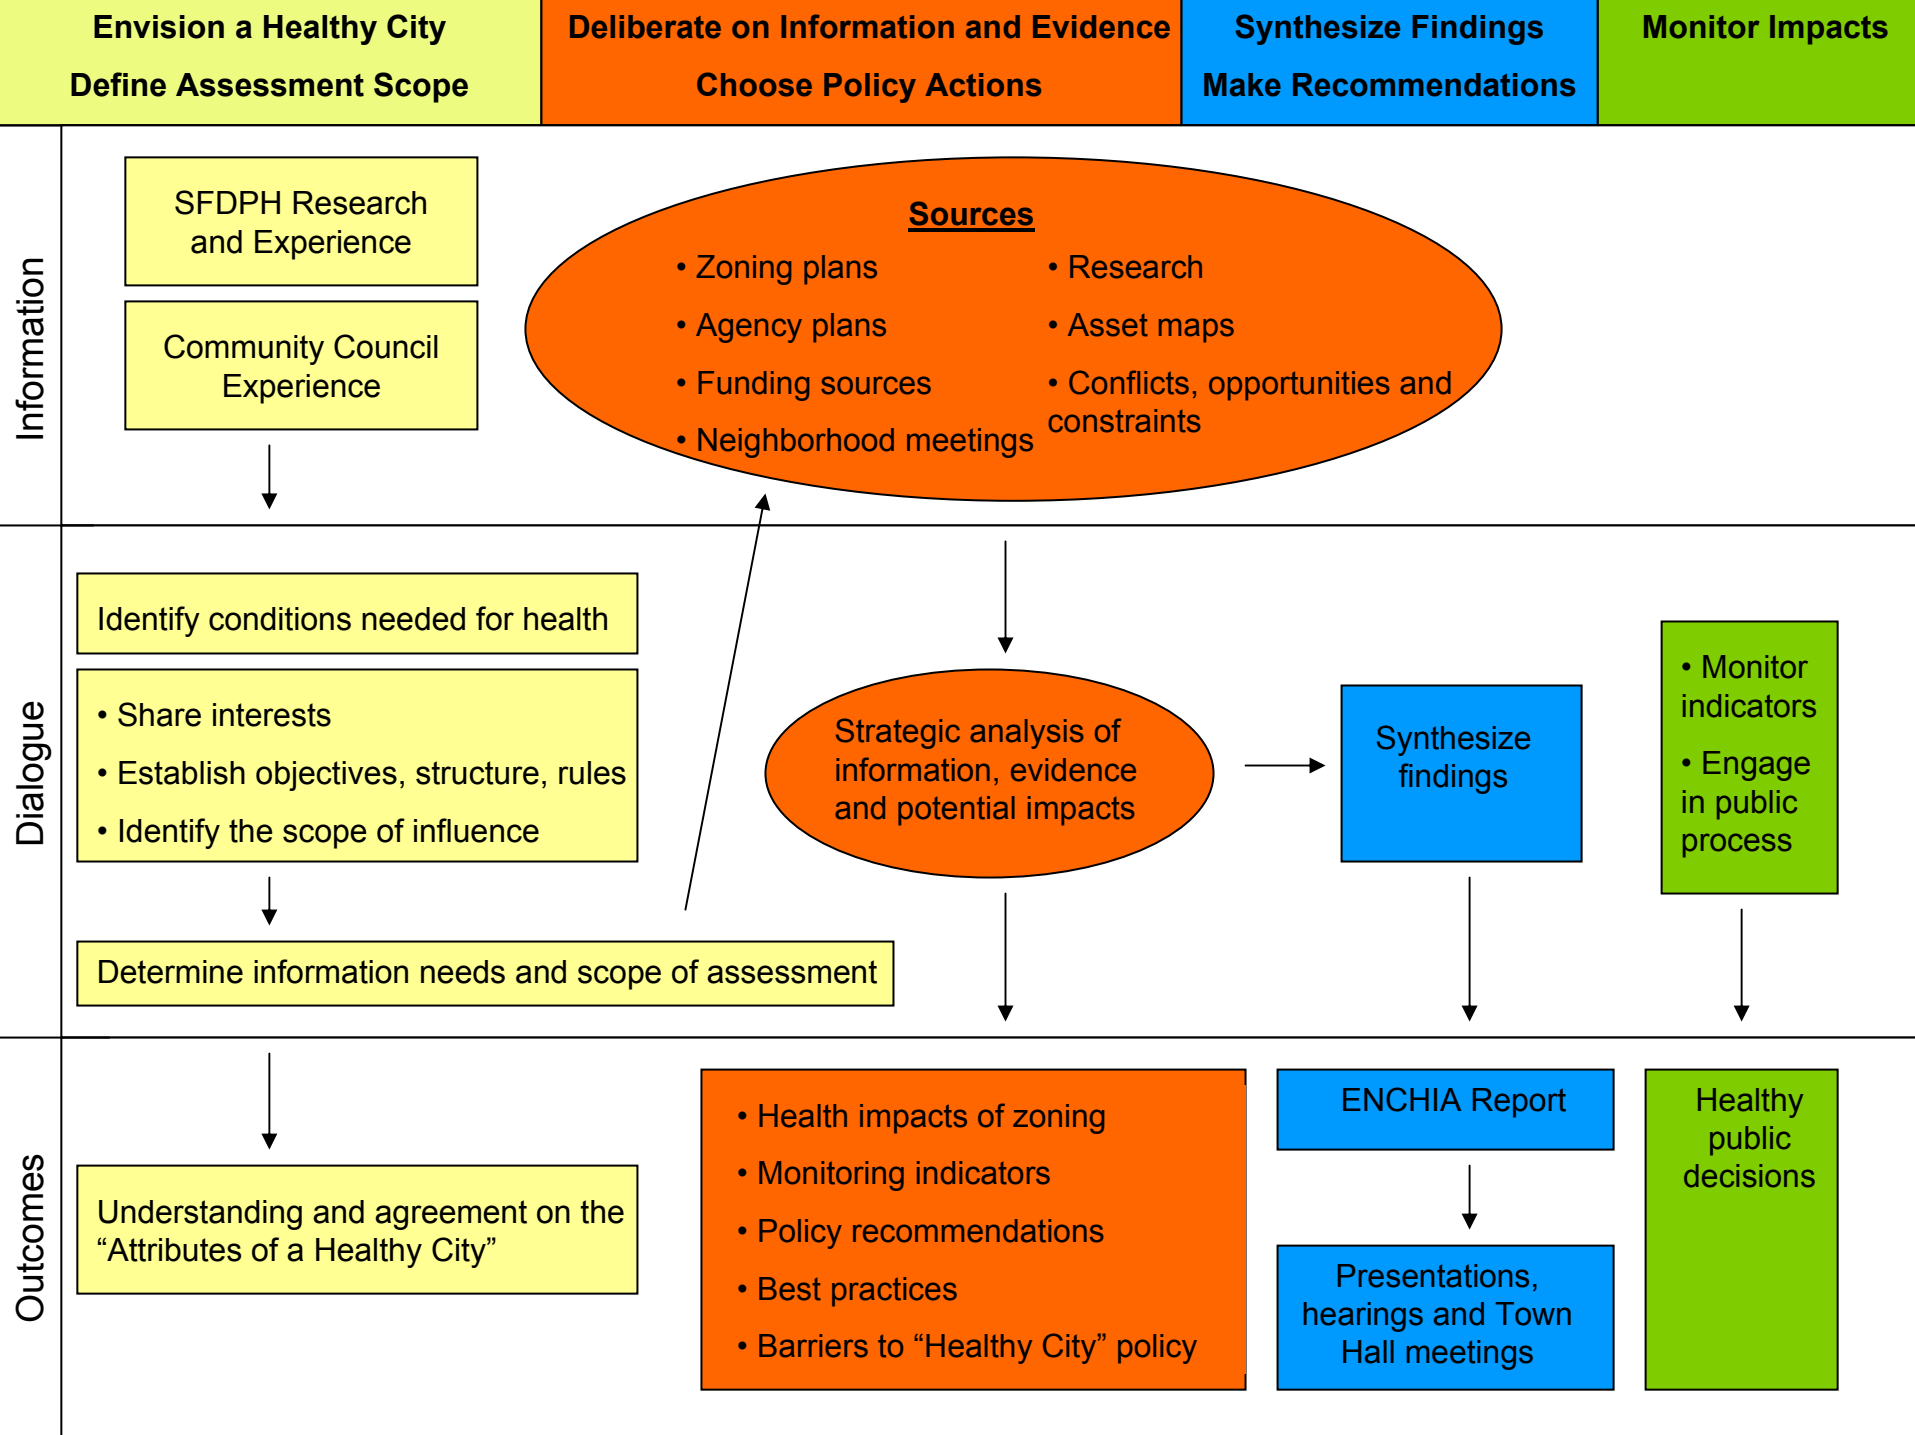 Envision a Healthy City
Define Assessment Scope
Deliberate on Information and Evidence
Choose Policy Actions
Synthesize Findings
Make Recommendations
Monitor Impacts
Information
SFDPH Research
and Experience
Community Council
Experience
Sources
• Zoning plans
• Agency plans
• Funding sources
• Neighborhood meetings
• Research
• Asset maps
• Conflicts, opportunities and
constraints
Dialogue
Identify conditions needed for health
• Share interests
• Establish objectives, structure, rules
• Identify the scope of influence
Determine information needs and scope of assessment
Strategic analysis of
information, evidence
and potential impacts
Synthesize
findings
• Monitor
indicators
• Engage
in public
process
Outcomes
Understanding and agreement on the
“Attributes of a Healthy City”
• Health impacts of zoning
• Monitoring indicators
• Policy recommendations
• Best practices
• Barriers to “Healthy City” policy
ENCHIA Report
Presentations,
hearings and Town
Hall meetings
Healthy
public
decisions